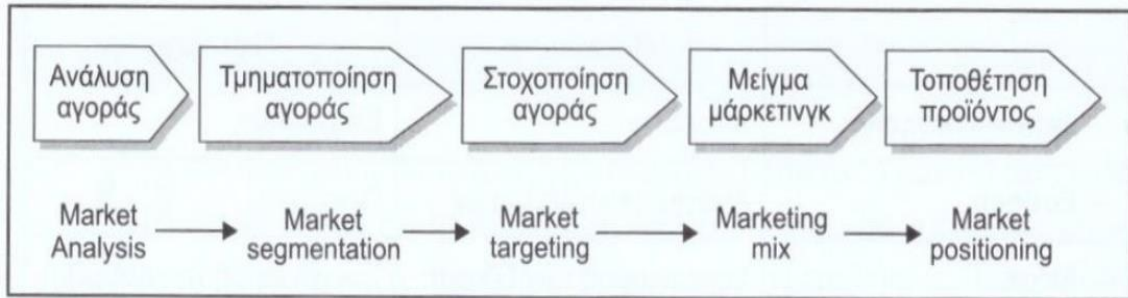 Ανάλυση
αγοράς
Τμηματοποίηση
αγοράς
Στοχοποίηση
αγοράς
Μείγμα
μάρκετινγκ
Τοποθέτηση
προϊόντος
Market
Analysis
Market
segmentation
Market
targeting
Marketing
mix
Market
positioning